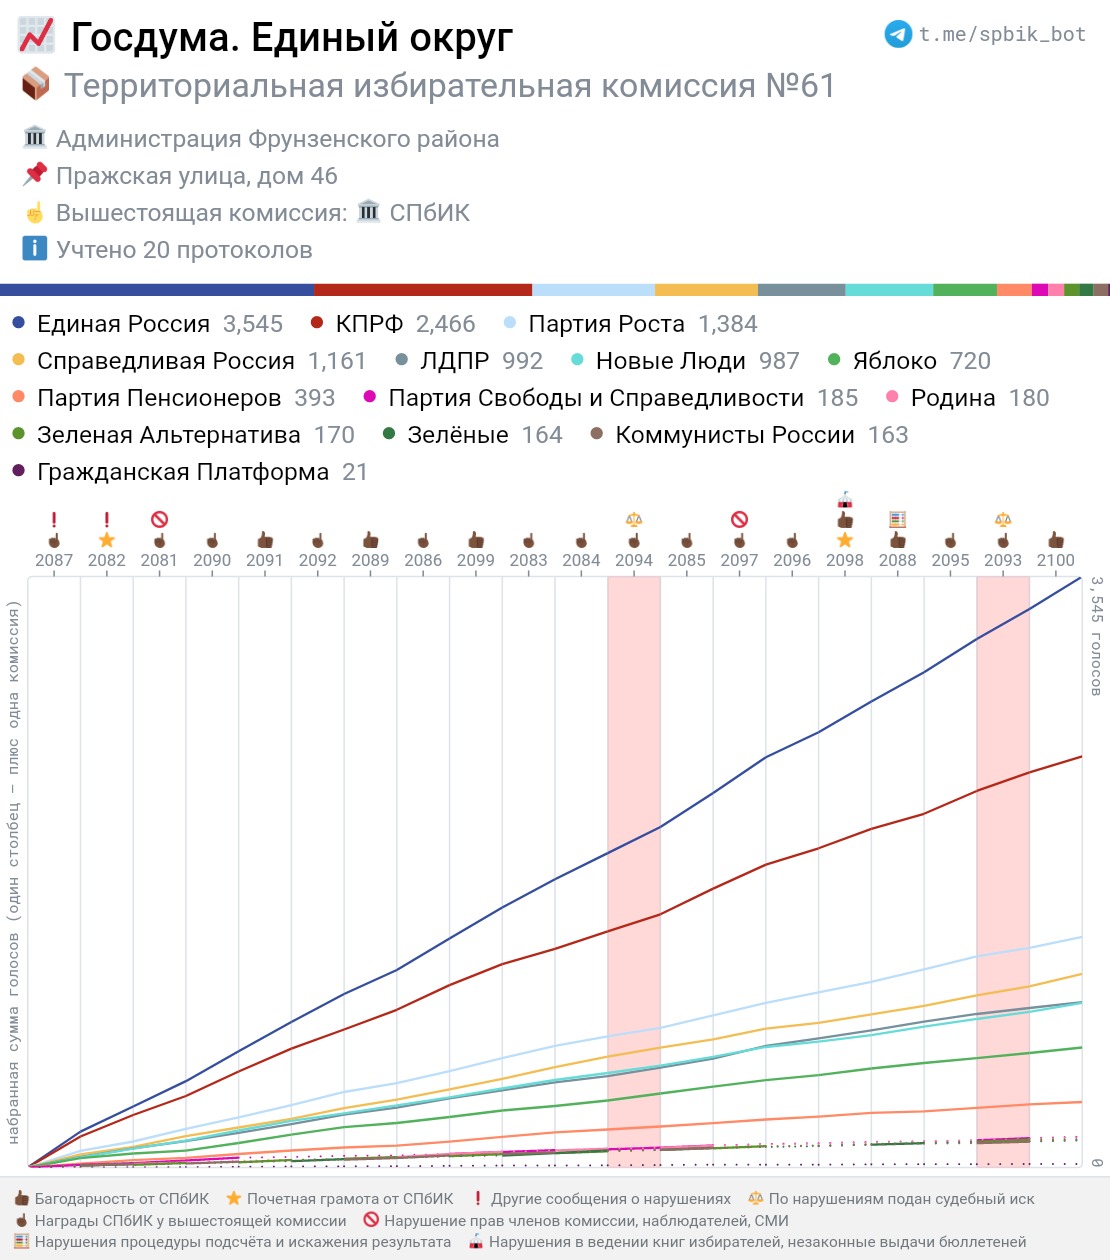 Госдума. Единый округ
t.me/spbik_bot
Территориальная избирательная комиссия №61
Администрация Фрунзенского района
Пражская улица, дом 46
Вышестоящая комиссия: СПбИК
Учтено 20 протоколов
Единая Россия 3,545 КПРФ 2,466 Партия Роста 1,384
Справедливая Россия 1,161 ЛДПР 992 Новые Люди 987 Яблоко 720
Партия Пенсионеров 393 Партия Свободы и Справедливости 185 Родина 180
Зеленая Альтернатива 170 Зелёные 164 Коммунисты России 163
Гражданская Платформа 21
2087 2082 2081 2090 2091 2092 2089 2086 2099 2083 2084 2094 2085 2097 2096 2098 2088 2095 2093 2100
набранная сумма голосов (один столбец – плюс одна комиссия)
3,545 голосов
0
Багодарность от СПбИК Почетная грамота от СПбИК Другие сообщения о нарушениях По нарушениям подан судебный иск
Награды СПбИК у вышестоящей комиссии Нарушение прав членов комиссии, наблюдателей, СМИ
Нарушения процедуры подсчёта и искажения результата Нарушения в ведении книг избирателей, незаконные выдачи бюллетеней